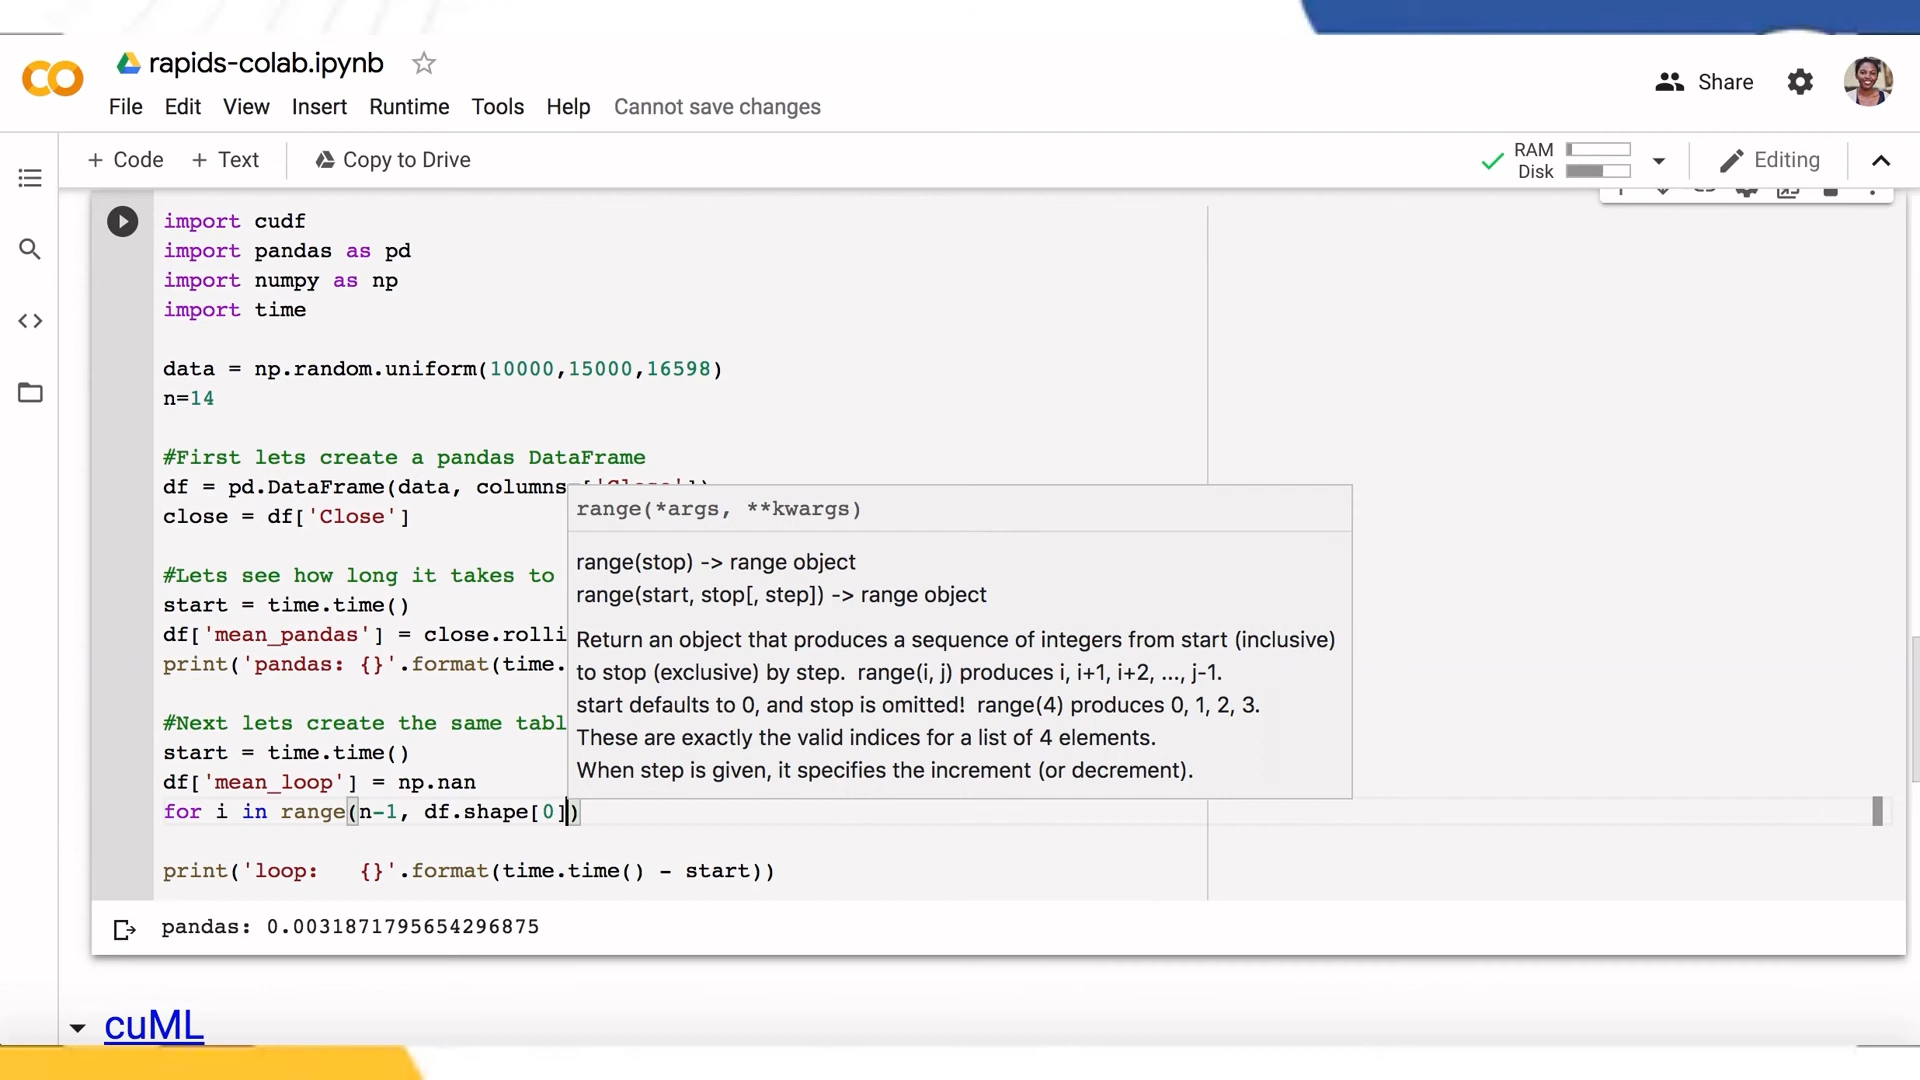 rapids-colab.ipynb
File Edit View Insert Runtime Tools Help Cannot save changes
Share
+ Code + Text Copy to Drive
RAM
Disk
Editing
import cudf
import pandas as pd
import numpy as np
import time
data = np.random.uniform(10000,15000,16598)
n=14
#First lets create a pandas DataFrame
df = pd.DataFrame(data, columns=['Close'])
close = df['Close']
#Lets see how long it takes to
start = time.time()
df['mean_pandas'] = close.rolli
print('pandas: {}'.format(time.
#Next lets create the same tabl
start = time.time()
df['mean_loop'] = np.nan
for i in range(n-1, df.shape[0])
print('loop:   {}'.format(time.time() - start))
range(*args, **kwargs)
range(stop) -> range object
range(start, stop[, step]) -> range object
Return an object that produces a sequence of integers from start (inclusive)
to stop (exclusive) by step.  range(i, j) produces i, i+1, i+2, ..., j-1.
start defaults to 0, and stop is omitted!  range(4) produces 0, 1, 2, 3.
These are exactly the valid indices for a list of 4 elements.
When step is given, it specifies the increment (or decrement).
pandas: 0.0031871795654296875
cuML